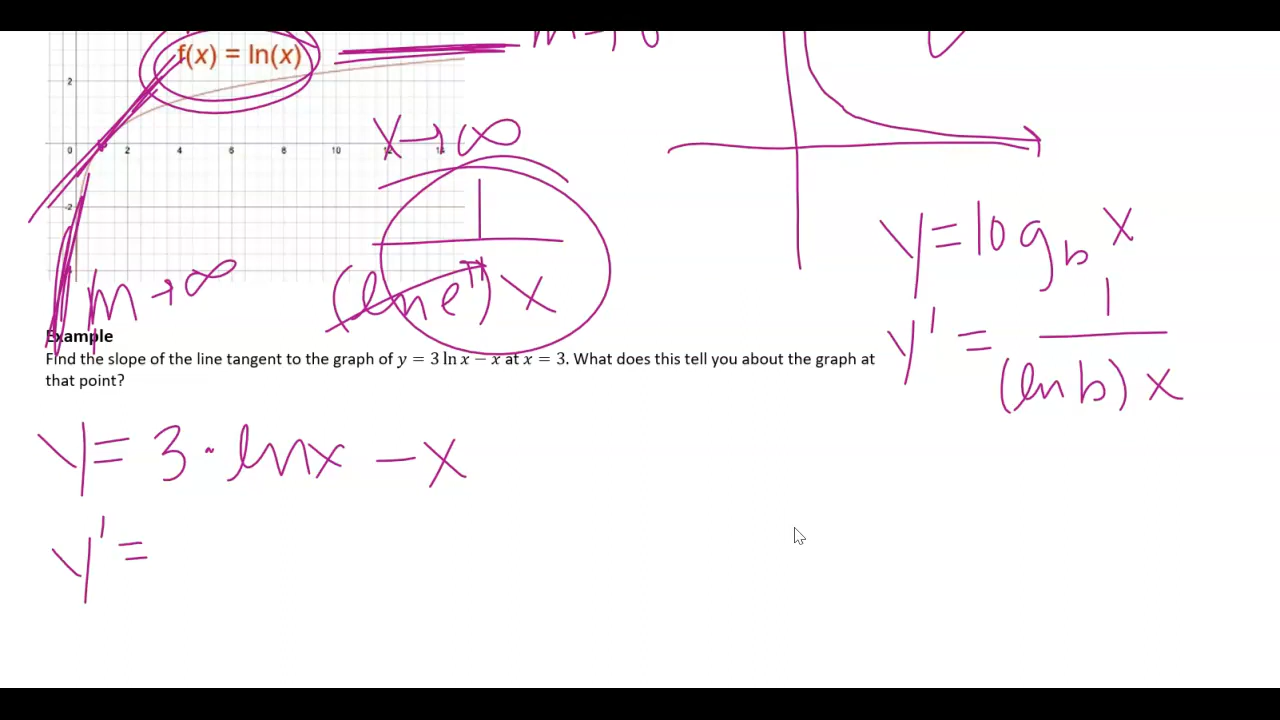 m→0
f(x) = ln(x)
2
0 2 4 6 8 10
-2
x→∞
1
(ln e^π) x
m→∞
y = log_b x
y' = 1
(ln b) x
Example
Find the slope of the line tangent to the graph of y = 3 ln x − x at x = 3. What does this tell you about the graph at
that point?
y = 3 · ln x − x
y' =